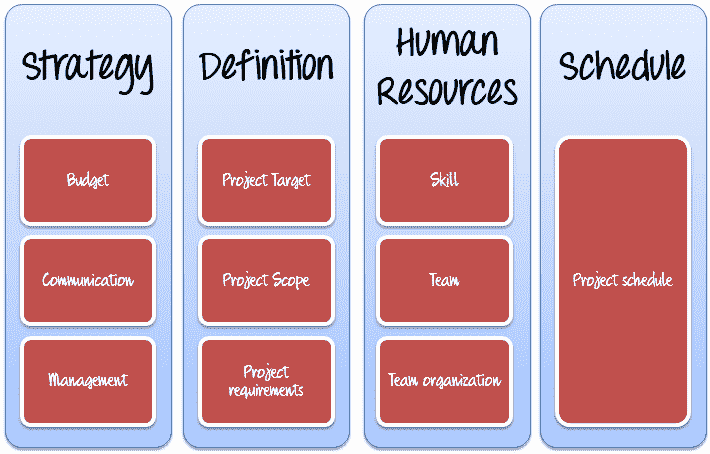 Strategy
Budget
Communication
Management
Definition
Project Target
Project Scope
Project
requirements
Human
Resources
Skill
Team
Team organization
Schedule
Project schedule